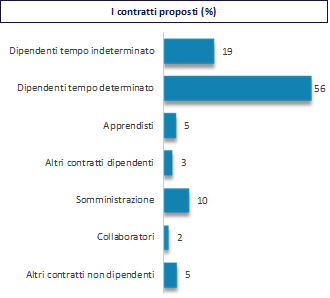 I contratti proposti (%)
Dipendenti tempo indeterminato 19
Dipendenti tempo determinato 56
Apprendisti 5
Altri contratti dipendenti 3
Somministrazione 10
Collaboratori 2
Altri contratti non dipendenti 5